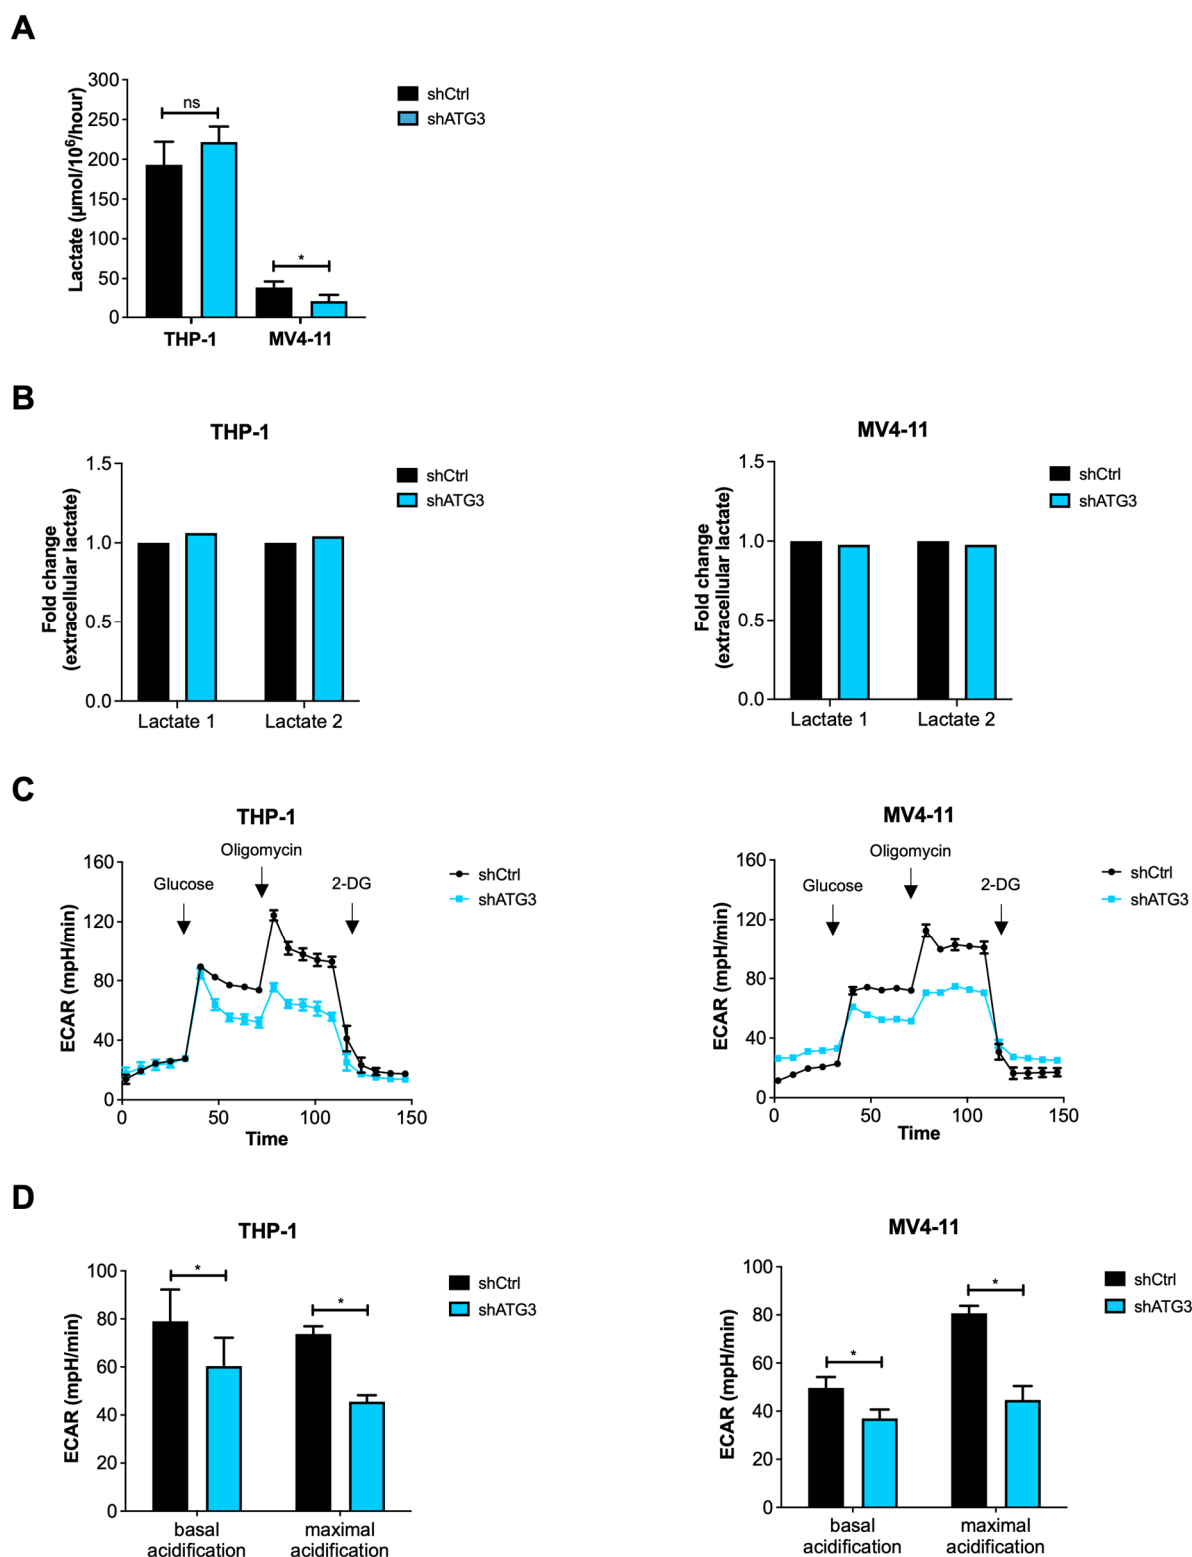 A
300
250
200
150
100
50
0
Lactate (µmol/10⁶/hour)
ns
*
THP-1
MV4-11
shCtrl
shATG3
B
THP-1
1.5
1.0
0.5
0.0
Fold change
(extracellular lactate)
Lactate 1
Lactate 2
shCtrl
shATG3
MV4-11
1.5
1.0
0.5
0.0
Fold change
(extracellular lactate)
Lactate 1
Lactate 2
shCtrl
shATG3
C
THP-1
Oligomycin
Glucose
2-DG
160
120
80
40
0
ECAR (mpH/min)
0
50
100
150
Time
shCtrl
shATG3
MV4-11
Oligomycin
Glucose
2-DG
160
120
80
40
0
ECAR (mpH/min)
0
50
100
150
Time
shCtrl
shATG3
D
THP-1
100
80
60
40
20
0
ECAR (mpH/min)
*
*
basal
acidification
maximal
acidification
shCtrl
shATG3
MV4-11
100
80
60
40
20
0
ECAR (mpH/min)
*
*
basal
acidification
maximal
acidification
shCtrl
shATG3